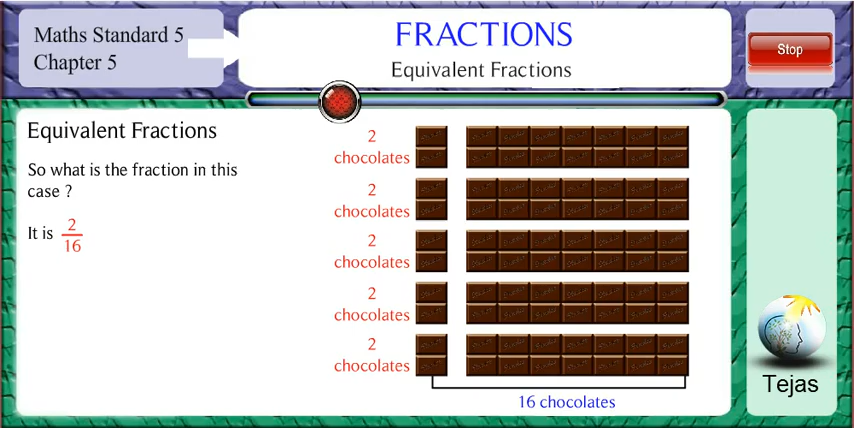 Maths Standard 5
Chapter 5
FRACTIONS
Equivalent Fractions
Stop
Equivalent Fractions
So what is the fraction in this
case ?
It is 2/16
2
chocolates
2
chocolates
2
chocolates
2
chocolates
2
chocolates
16 chocolates
Tejas